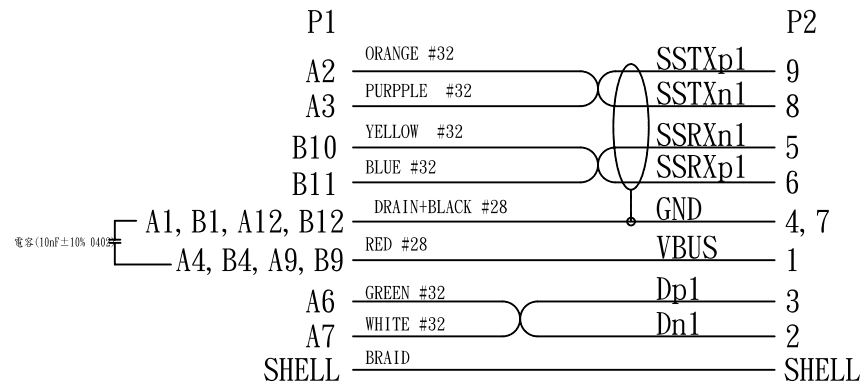 P1 P2
A2 ORANGE #32 SSTXp1 9
A3 PURPPLE #32 SSTXn1 8
B10 YELLOW #32 SSRXn1 5
B11 BLUE #32 SSRXp1 6
A1, B1, A12, B12 DRAIN+BLACK #28 GND 4, 7
電容(10nF±10% 0402)
A4, B4, A9, B9 RED #28 VBUS 1
A6 GREEN #32 Dp1 3
A7 WHITE #32 Dn1 2
SHELL BRAID SHELL